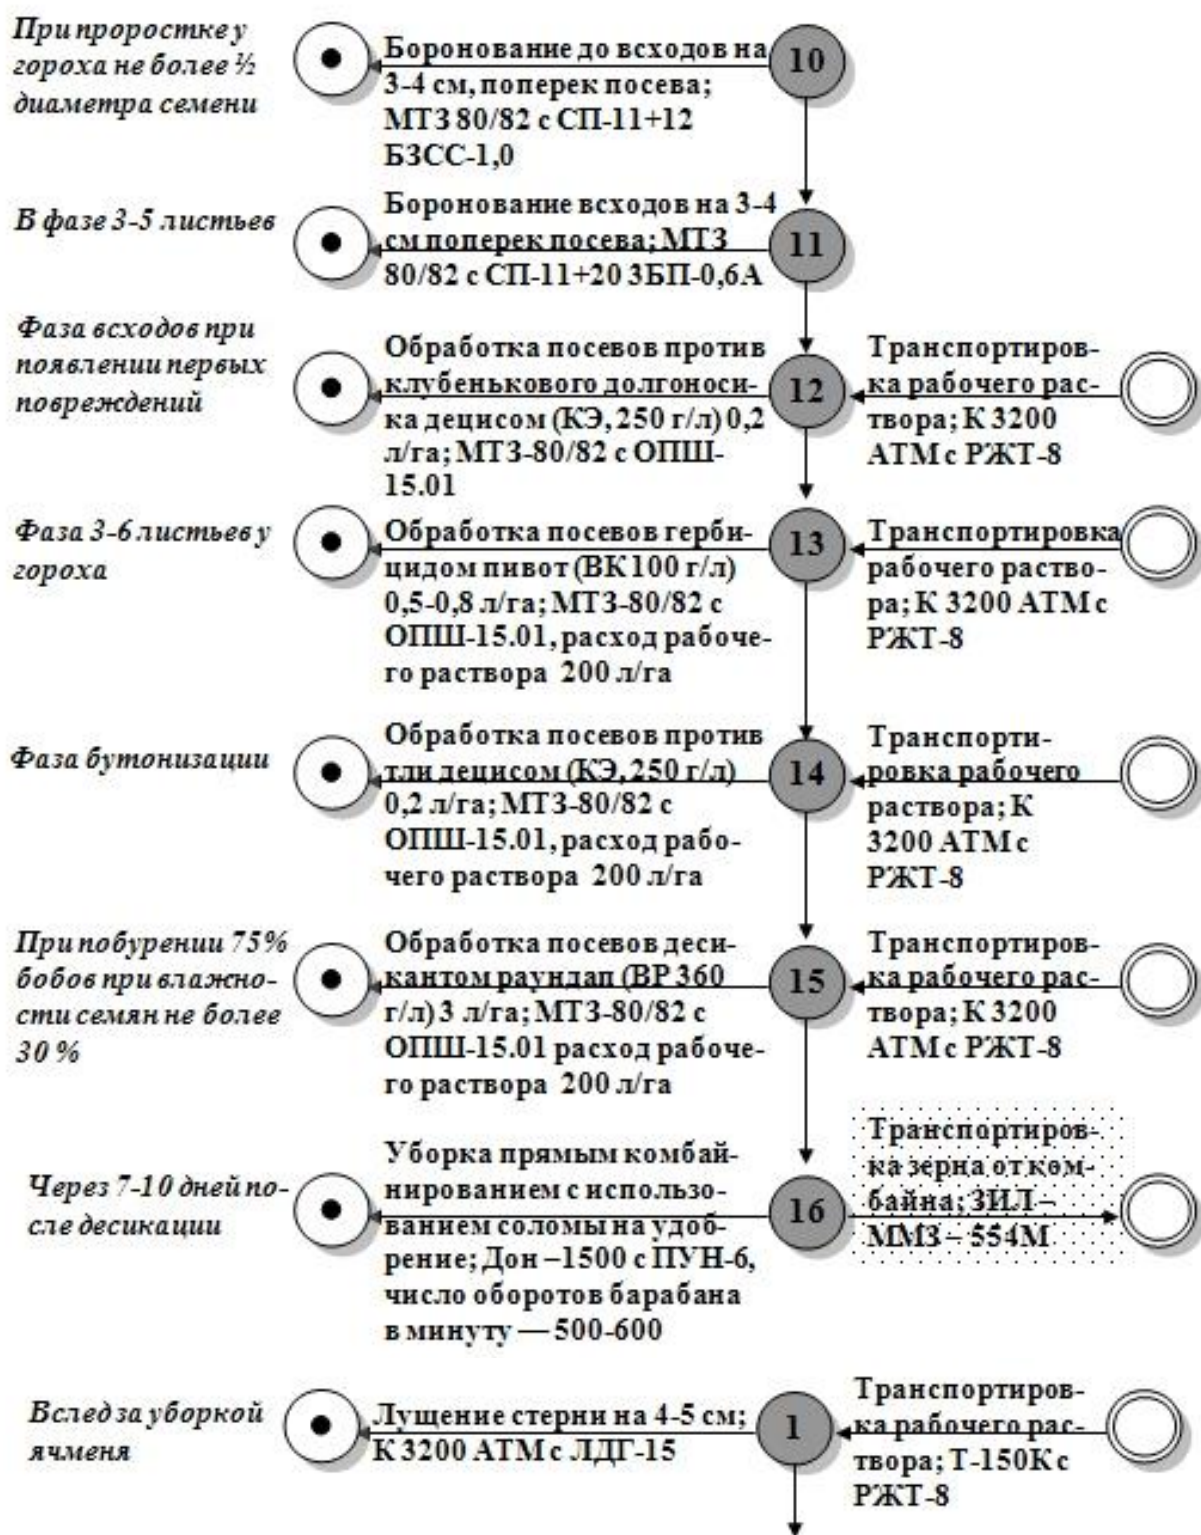 При проростке у
гороха не более ½
диаметра семени
Боронование до всходов на
3-4 см, поперек посева;
МТЗ 80/82 с СП-11+12
БЗСС-1,0
10
В фазе 3-5 листьев
Боронование всходов на 3-4
см поперек посева; МТЗ
80/82 с СП-11+20 ЗБП-0,6А
11
Фаза всходов при
появлении первых
повреждений
Обработка посевов против
клубенькового долгоноси-
ка децисом (КЭ, 250 г/л) 0,2
л/га; МТЗ-80/82 с ОПШ-
15.01
12
Транспортиров-
ка рабочего рас-
твора; К 3200
АТМ с РЖТ-8
Фаза 3-6 листьев у
гороха
Обработка посевов герби-
цидом пивот (ВК 100 г/л)
0,5-0,8 л/га; МТЗ-80/82 с
ОПШ-15.01, расход рабоче-
го раствора 200 л/га
13
Транспортировка
рабочего раство-
ра; К 3200 АТМ с
РЖТ-8
Фаза бутонизации
Обработка посевов против
тли децисом (КЭ, 250 г/л)
0,2 л/га; МТЗ-80/82 с
ОПШ-15.01, расход рабо-
чего раствора 200 л/га
14
Транспорти-
ровка рабочего
раствора; К
3200 АТМ с
РЖТ-8
При побурении 75%
бобов при влажно-
сти семян не более
30 %
Обработка посевов деси-
кантом раундап (ВР 360
г/л) 3 л/га; МТЗ-80/82 с
ОПШ-15.01 расход рабоче-
го раствора 200 л/га
15
Транспортиров-
ка рабочего рас-
твора; К 3200
АТМ с РЖТ-8
Через 7-10 дней по-
сле десикации
Уборка прямым комбай-
нированием с использо-
ванием соломы на удоб-
рение; Дон –1500 с ПУН-6,
число оборотов барабана
в минуту — 500-600
16
Транспортиров-
ка зерна от ком-
байна; ЗИЛ –
ММЗ – 554М
Вслед за уборкой
ячменя
Лущение стерни на 4-5 см;
К 3200 АТМ с ЛДГ-15
1
Транспортиров-
ка рабочего рас-
твора; Т-150К с
РЖТ-8